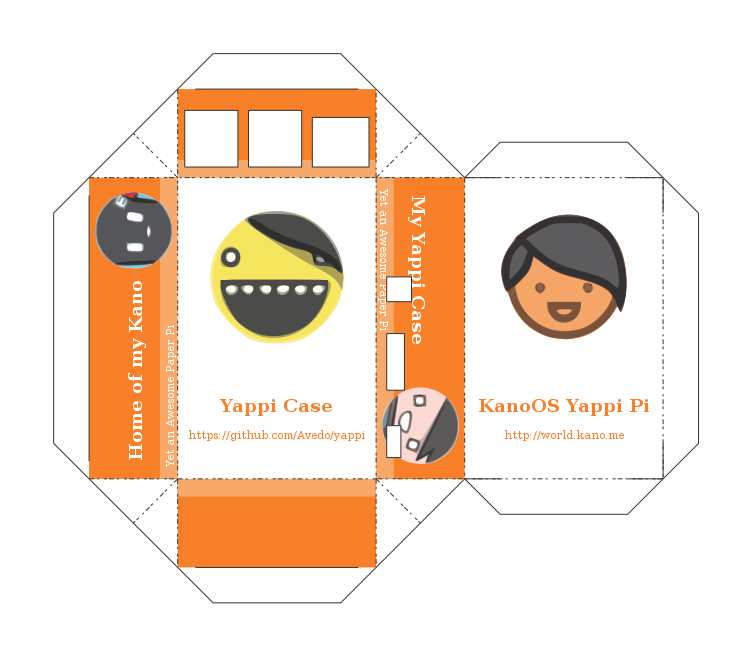 Home of my Kano
Yet an Awesome Paper Pi
Yappi Case
https://github.com/Avedo/yappi
Yet an Awesome Paper Pi
My Yappi Case
KanoOS Yappi Pi
http://world.kano.me